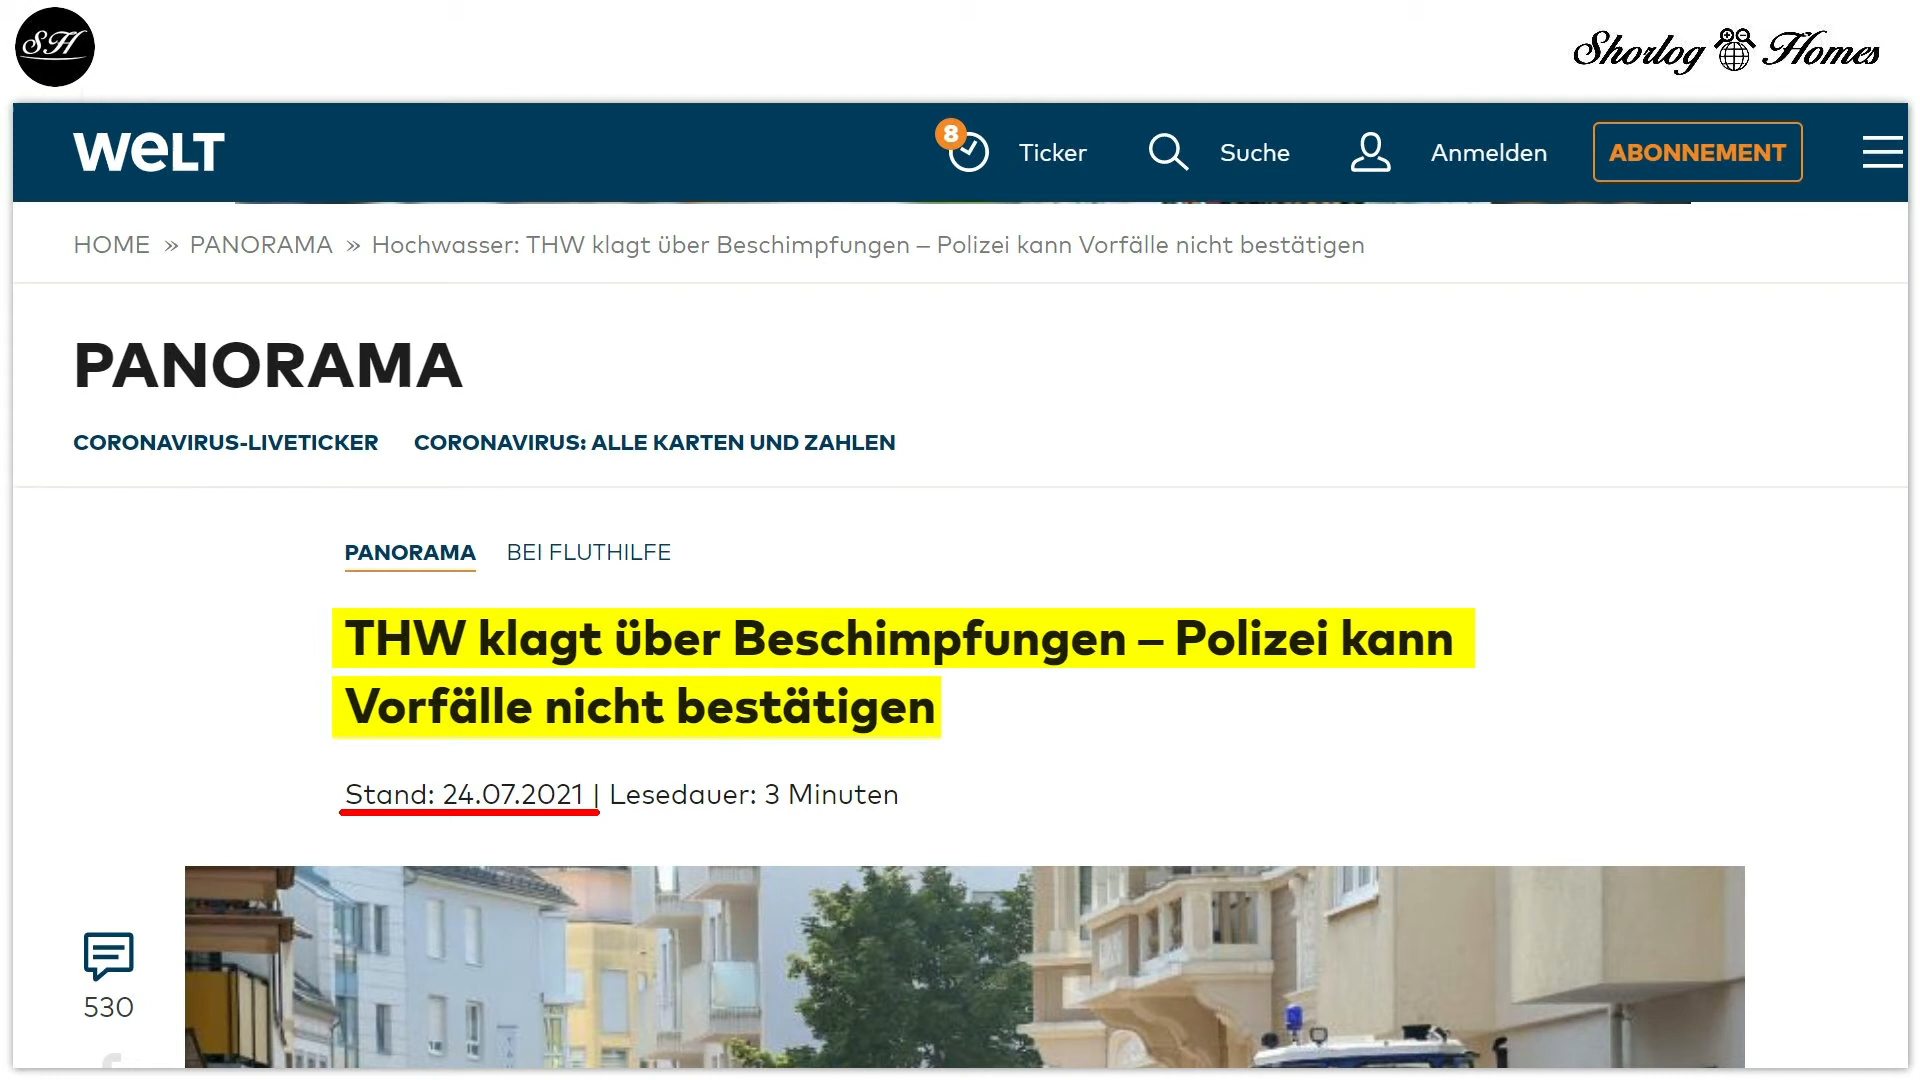 SH
Shorlog Homes
WELT
8
Ticker
Suche
Anmelden
ABONNEMENT
HOME » PANORAMA » Hochwasser: THW klagt über Beschimpfungen – Polizei kann Vorfälle nicht bestätigen
PANORAMA
CORONAVIRUS-LIVETICKER CORONAVIRUS: ALLE KARTEN UND ZAHLEN
PANORAMA BEI FLUTHILFE
THW klagt über Beschimpfungen – Polizei kann
Vorfälle nicht bestätigen
Stand: 24.07.2021 | Lesedauer: 3 Minuten
530